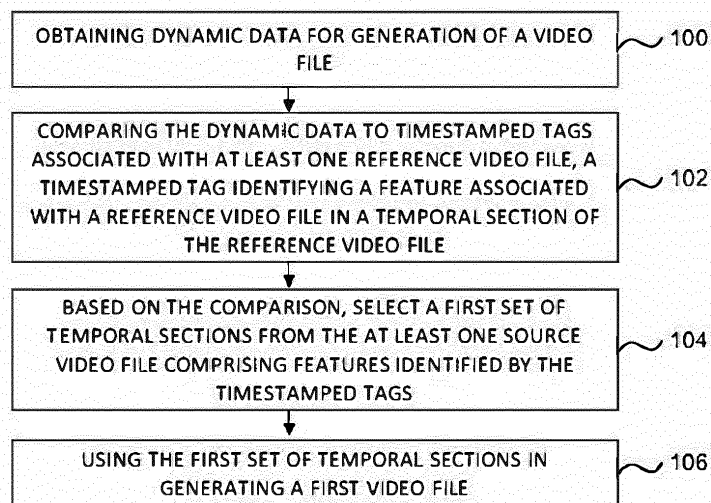 OBTAINING DYNAMIC DATA FOR GENERATION OF A VIDEO
FILE
100
COMPARING THE DYNAMIC DATA TO TIMESTAMPED TAGS
ASSOCIATED WITH AT LEAST ONE REFERENCE VIDEO FILE, A
TIMESTAMPED TAG IDENTIFYING A FEATURE ASSOCIATED
WITH A REFERENCE VIDEO FILE IN A TEMPORAL SECTION OF
THE REFERENCE VIDEO FILE
102
BASED ON THE COMPARISON, SELECT A FIRST SET OF
TEMPORAL SECTIONS FROM THE AT LEAST ONE SOURCE
VIDEO FILE COMPRISING FEATURES IDENTIFIED BY THE
TIMESTAMPED TAGS
104
USING THE FIRST SET OF TEMPORAL SECTIONS IN
GENERATING A FIRST VIDEO FILE
106